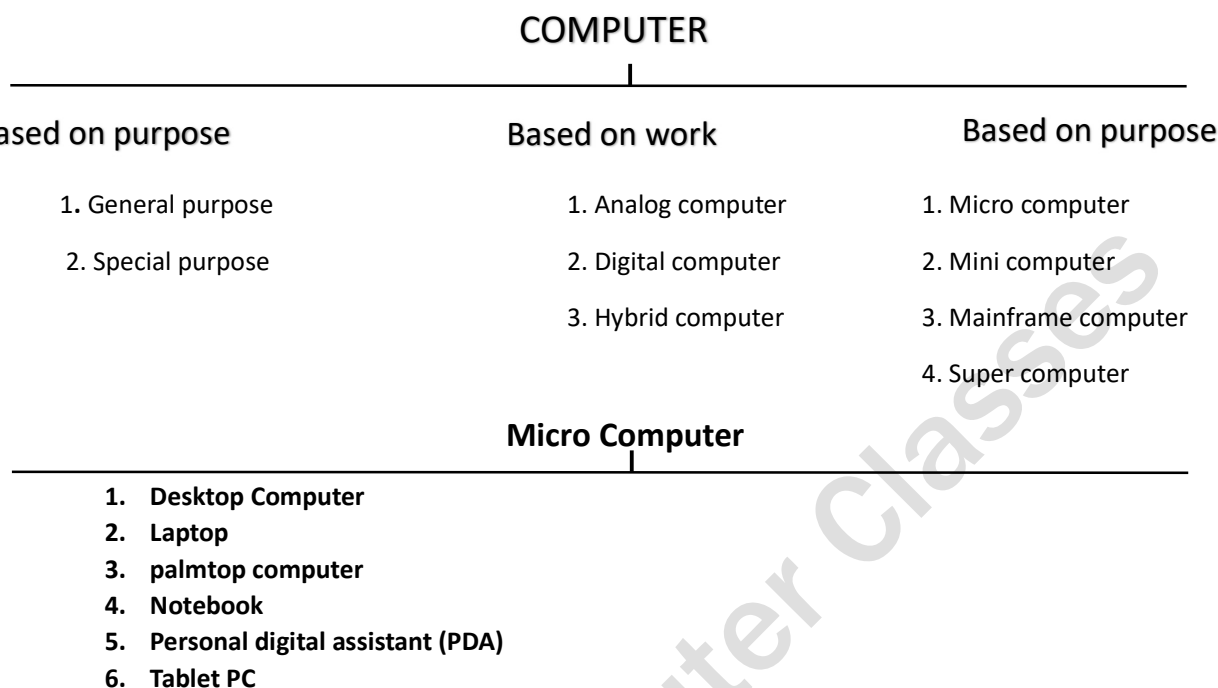 COMPUTER
ased on purpose
Based on work
Based on purpose
1. General purpose
2. Special purpose
1. Analog computer
2. Digital computer
3. Hybrid computer
1. Micro computer
2. Mini computer
3. Mainframe computer
4. Super computer
Micro Computer
1. Desktop Computer
2. Laptop
3. palmtop computer
4. Notebook
5. Personal digital assistant (PDA)
6. Tablet PC
uter Classes